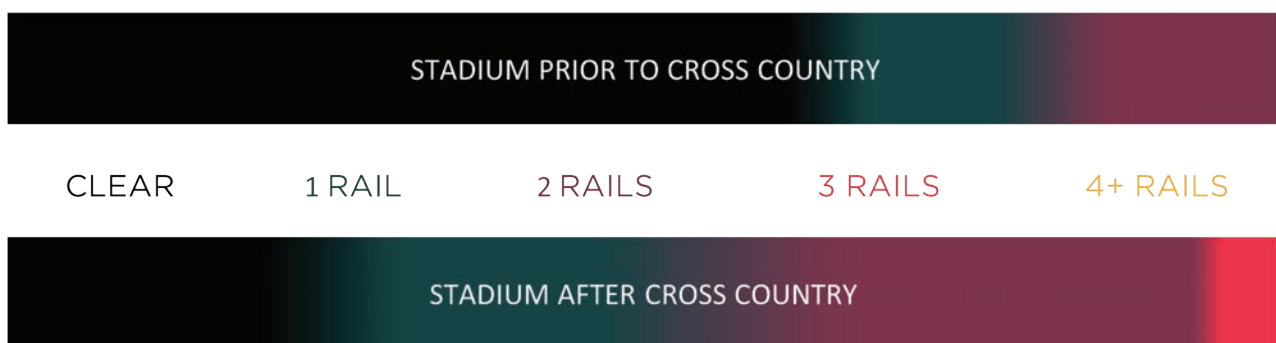 STADIUM PRIOR TO CROSS COUNTRY
CLEAR 1 RAIL 2 RAILS 3 RAILS 4+ RAILS
STADIUM AFTER CROSS COUNTRY